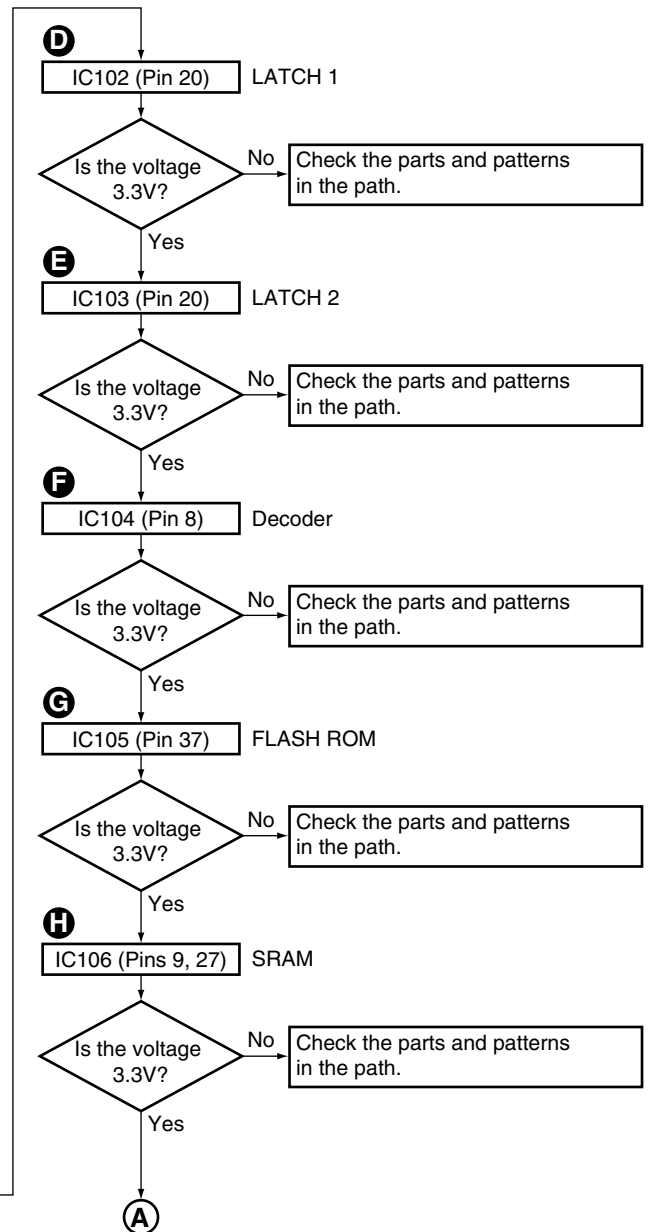 D
IC102 (Pin 20) LATCH 1
Is the voltage
3.3V?
No
Check the parts and patterns
in the path.
Yes
E
IC103 (Pin 20) LATCH 2
Is the voltage
3.3V?
No
Check the parts and patterns
in the path.
Yes
F
IC104 (Pin 8) Decoder
Is the voltage
3.3V?
No
Check the parts and patterns
in the path.
Yes
G
IC105 (Pin 37) FLASH ROM
Is the voltage
3.3V?
No
Check the parts and patterns
in the path.
Yes
H
IC106 (Pins 9, 27) SRAM
Is the voltage
3.3V?
No
Check the parts and patterns
in the path.
Yes
A